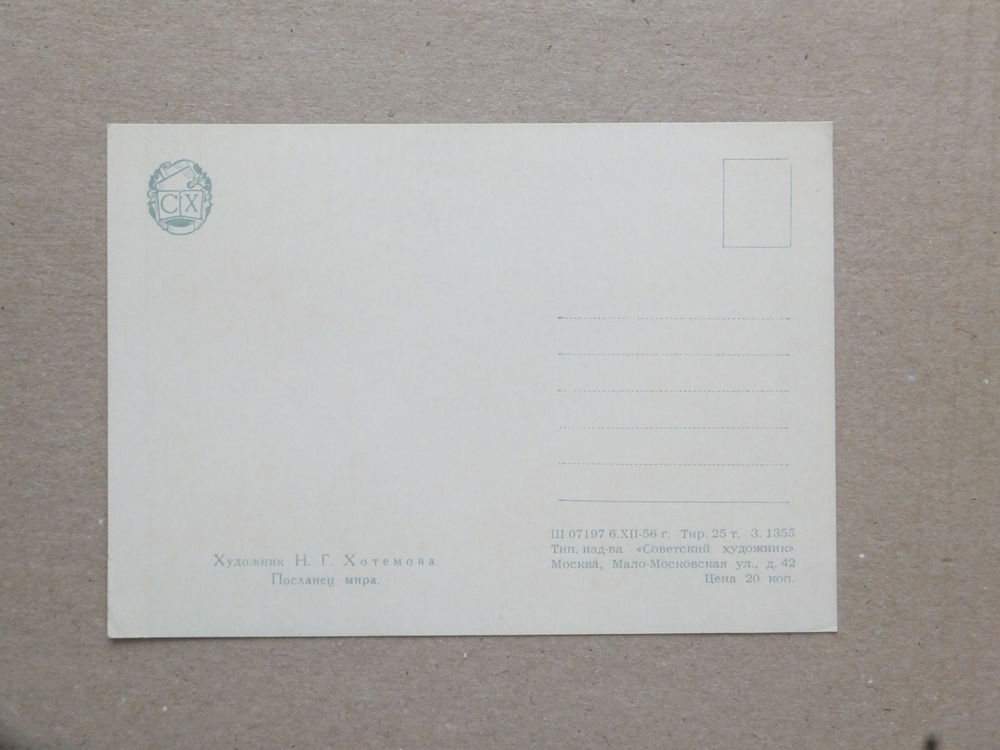 СХ
Художник Н. Г. Хотемова.
Посланец мира.
Ш 07197 6.XII-56 г. Тир. 25 т. З. 1355
Тип. изд-ва «Советский художник»
Москва, Мало-Московская ул., д. 42
Цена 20 коп.